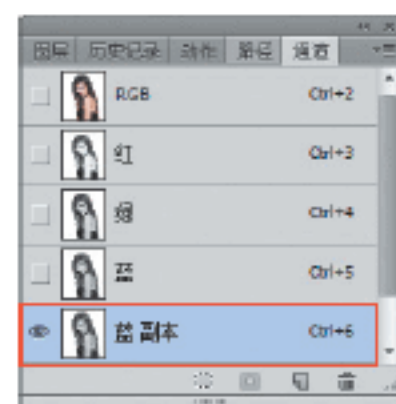 图层 历史记录 动作 路径 通道
RGB Ctrl+2
红 Ctrl+3
绿 Ctrl+4
蓝 Ctrl+5
蓝 副本 Ctrl+6